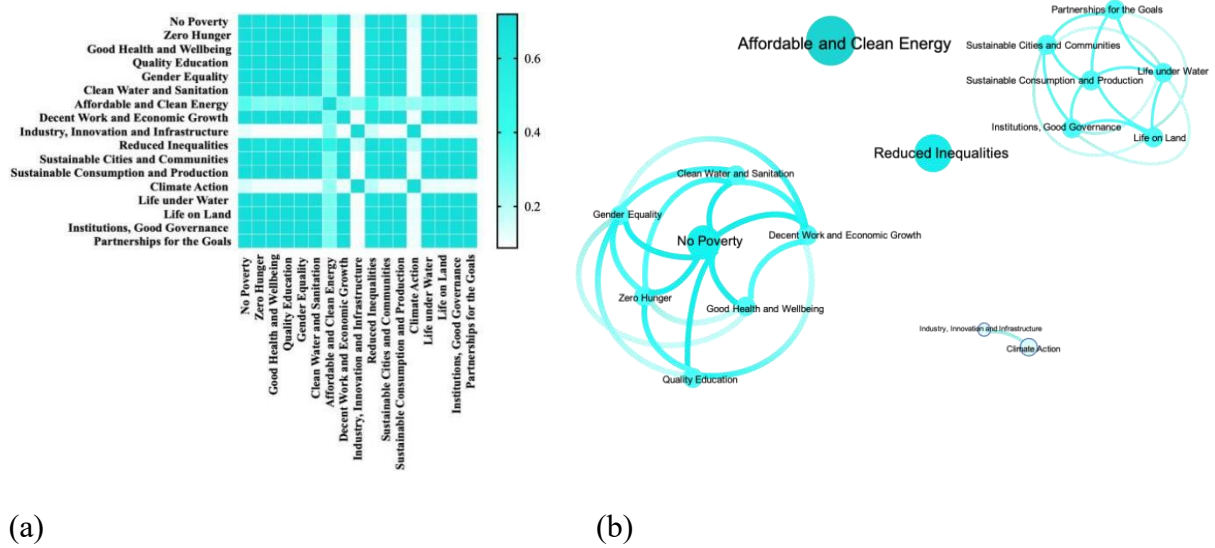 No Poverty
Zero Hunger
Good Health and Wellbeing
Quality Education
Gender Equality
Clean Water and Sanitation
Affordable and Clean Energy
Decent Work and Economic Growth
Industry, Innovation and Infrastructure
Reduced Inequalities
Sustainable Cities and Communities
Sustainable Consumption and Production
Climate Action
Life under Water
Life on Land
Institutions, Good Governance
Partnerships for the Goals
0.6
0.4
0.2
No Poverty
Zero Hunger
Good Health and Wellbeing
Quality Education
Gender Equality
Clean Water and Sanitation
Affordable and Clean Energy
Decent Work and Economic Growth
Industry, Innovation and Infrastructure
Reduced Inequalities
Sustainable Cities and Communities
Sustainable Consumption and Production
Climate Action
Life under Water
Life on Land
Institutions, Good Governance
Partnerships for the Goals
(a)
Partnerships for the Goals
Affordable and Clean Energy
Sustainable Cities and Communities
Life under Water
Sustainable Consumption and Production
Institutions, Good Governance
Life on Land
Reduced Inequalities
Clean Water and Sanitation
Gender Equality
No Poverty
Decent Work and Economic Growth
Zero Hunger
Good Health and Wellbeing
Quality Education
Industry, Innovation and Infrastructure
Climate Action
(b)